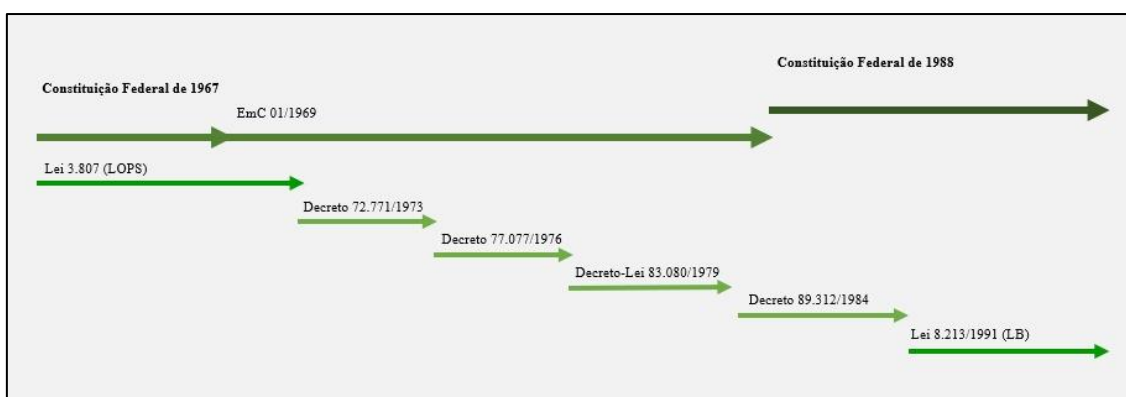 Constituição Federal de 1988
Constituição Federal de 1967
EmC 01/1969
Lei 3.807 (LOPS)
Decreto 72.771/1973
Decreto 77.077/1976
Decreto-Lei 83.080/1979
Decreto 89.312/1984
Lei 8.213/1991 (LB)